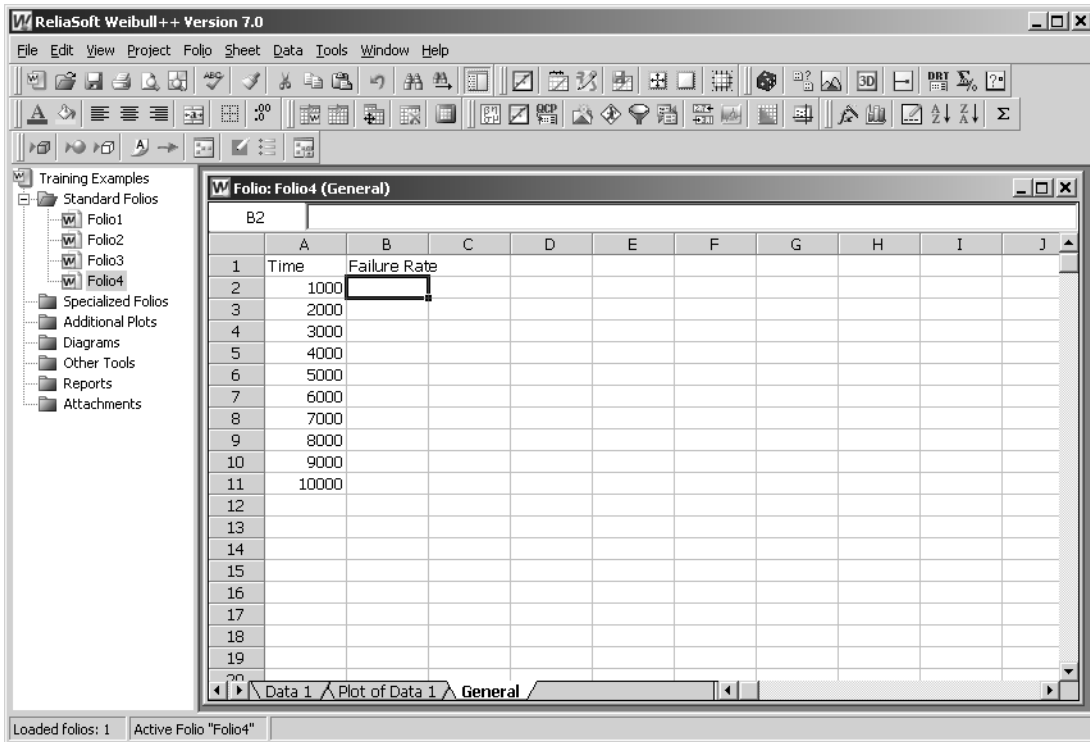 ReliaSoft Weibull++ Version 7.0
File Edit View Project Folio Sheet Data Tools Window Help
Training Examples
Standard Folios
Folio1
Folio2
Folio3
Folio4
Specialized Folios
Additional Plots
Diagrams
Other Tools
Reports
Attachments
Folio: Folio4 (General)
B2
A B C D E F G H I J
1 Time Failure Rate
2 1000
3 2000
4 3000
5 4000
6 5000
7 6000
8 7000
9 8000
10 9000
11 10000
12
13
14
15
16
17
18
19
20
Data 1 Plot of Data 1 General
Loaded folios: 1 Active Folio "Folio4"